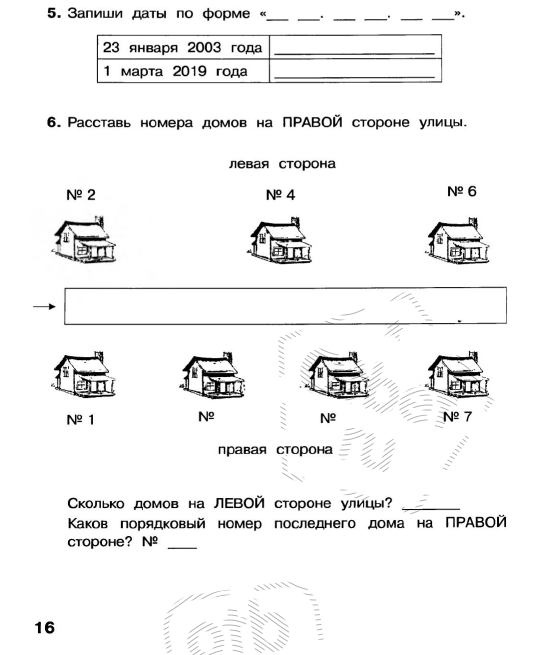 5. Запиши даты по форме «__ __. __ __. __ __».
23 января 2003 года
1 марта 2019 года
6. Расставь номера домов на ПРАВОЙ стороне улицы.
левая сторона
№ 2 № 4 № 6
№ 1 № № № 7
правая сторона
Сколько домов на ЛЕВОЙ стороне улицы? ____
Каков порядковый номер последнего дома на ПРАВОЙ
стороне? № __
16